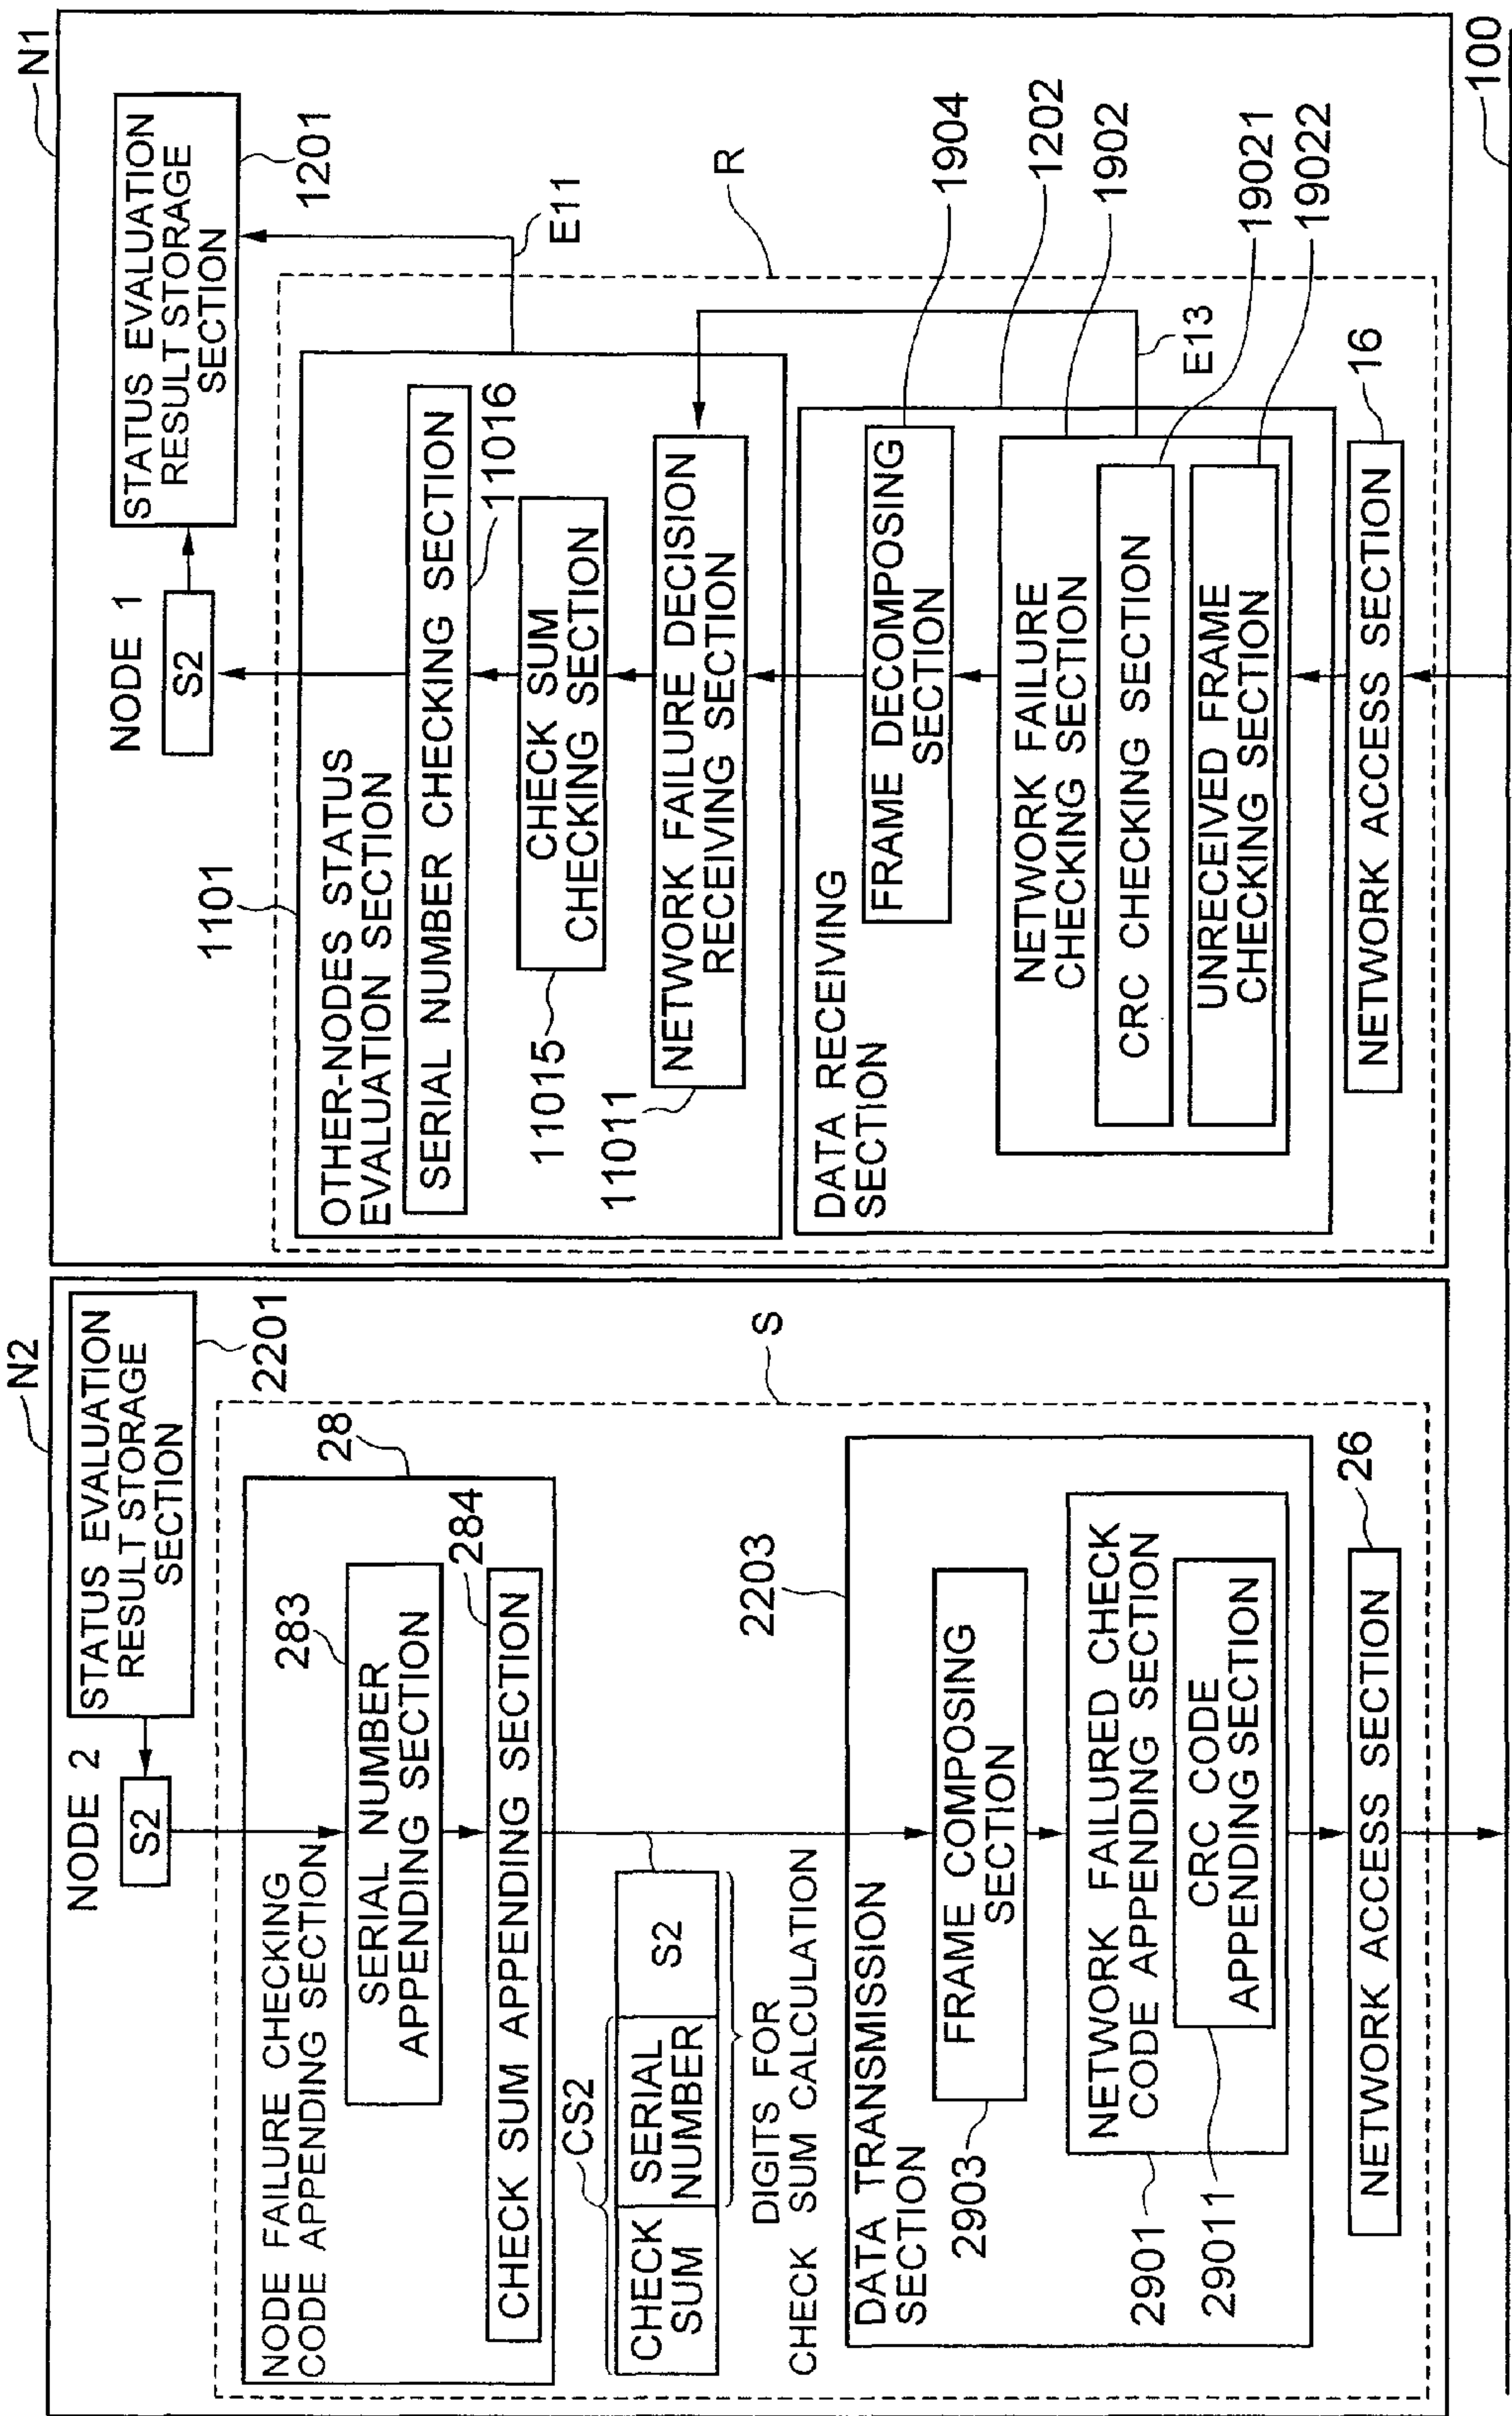 N2
NODE 2
STATUS EVALUATION
RESULT STORAGE
SECTION
2201
S2
NODE FAILURE CHECKING
CODE APPENDING SECTION
28
283
SERIAL NUMBER
APPENDING SECTION
284
CHECK SUM APPENDING SECTION
S
CS2
CHECK
SUM
SERIAL
NUMBER
S2
DIGITS FOR
CHECK SUM CALCULATION
2203
DATA TRANSMISSION
SECTION
2903
FRAME COMPOSING
SECTION
NETWORK FAILURED CHECK
CODE APPENDING SECTION
2901
CRC CODE
APPENDING SECTION
29011
26
NETWORK ACCESS SECTION
N1
NODE 1
S2
STATUS EVALUATION
RESULT STORAGE
SECTION
1201
E11
1101
OTHER-NODES STATUS
EVALUATION SECTION
SERIAL NUMBER CHECKING SECTION
11016
CHECK SUM
CHECKING SECTION
11015
NETWORK FAILURE DECISION
RECEIVING SECTION
11011
R
DATA RECEIVING
SECTION
FRAME DECOMPOSING
SECTION
1904
1202
E13
NETWORK FAILURE
CHECKING SECTION
1902
CRC CHECKING SECTION
19021
UNRECEIVED FRAME
CHECKING SECTION
19022
NETWORK ACCESS SECTION
16
100